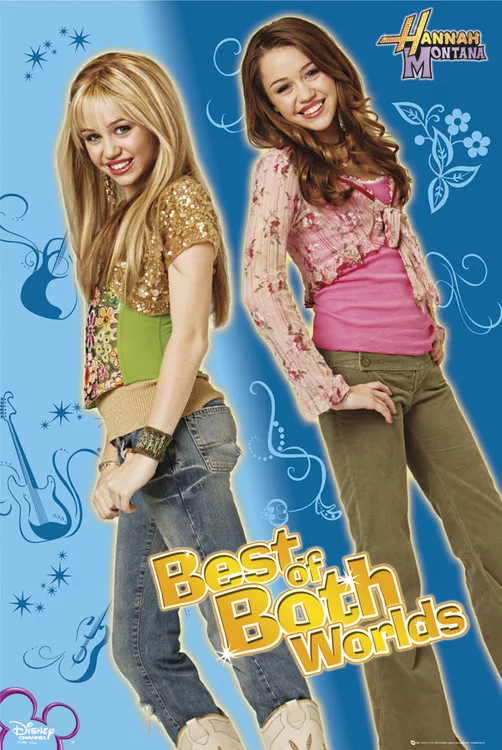 HANNAH
MONTANA
Best
of
Both
Worlds
Disney
CHANNEL